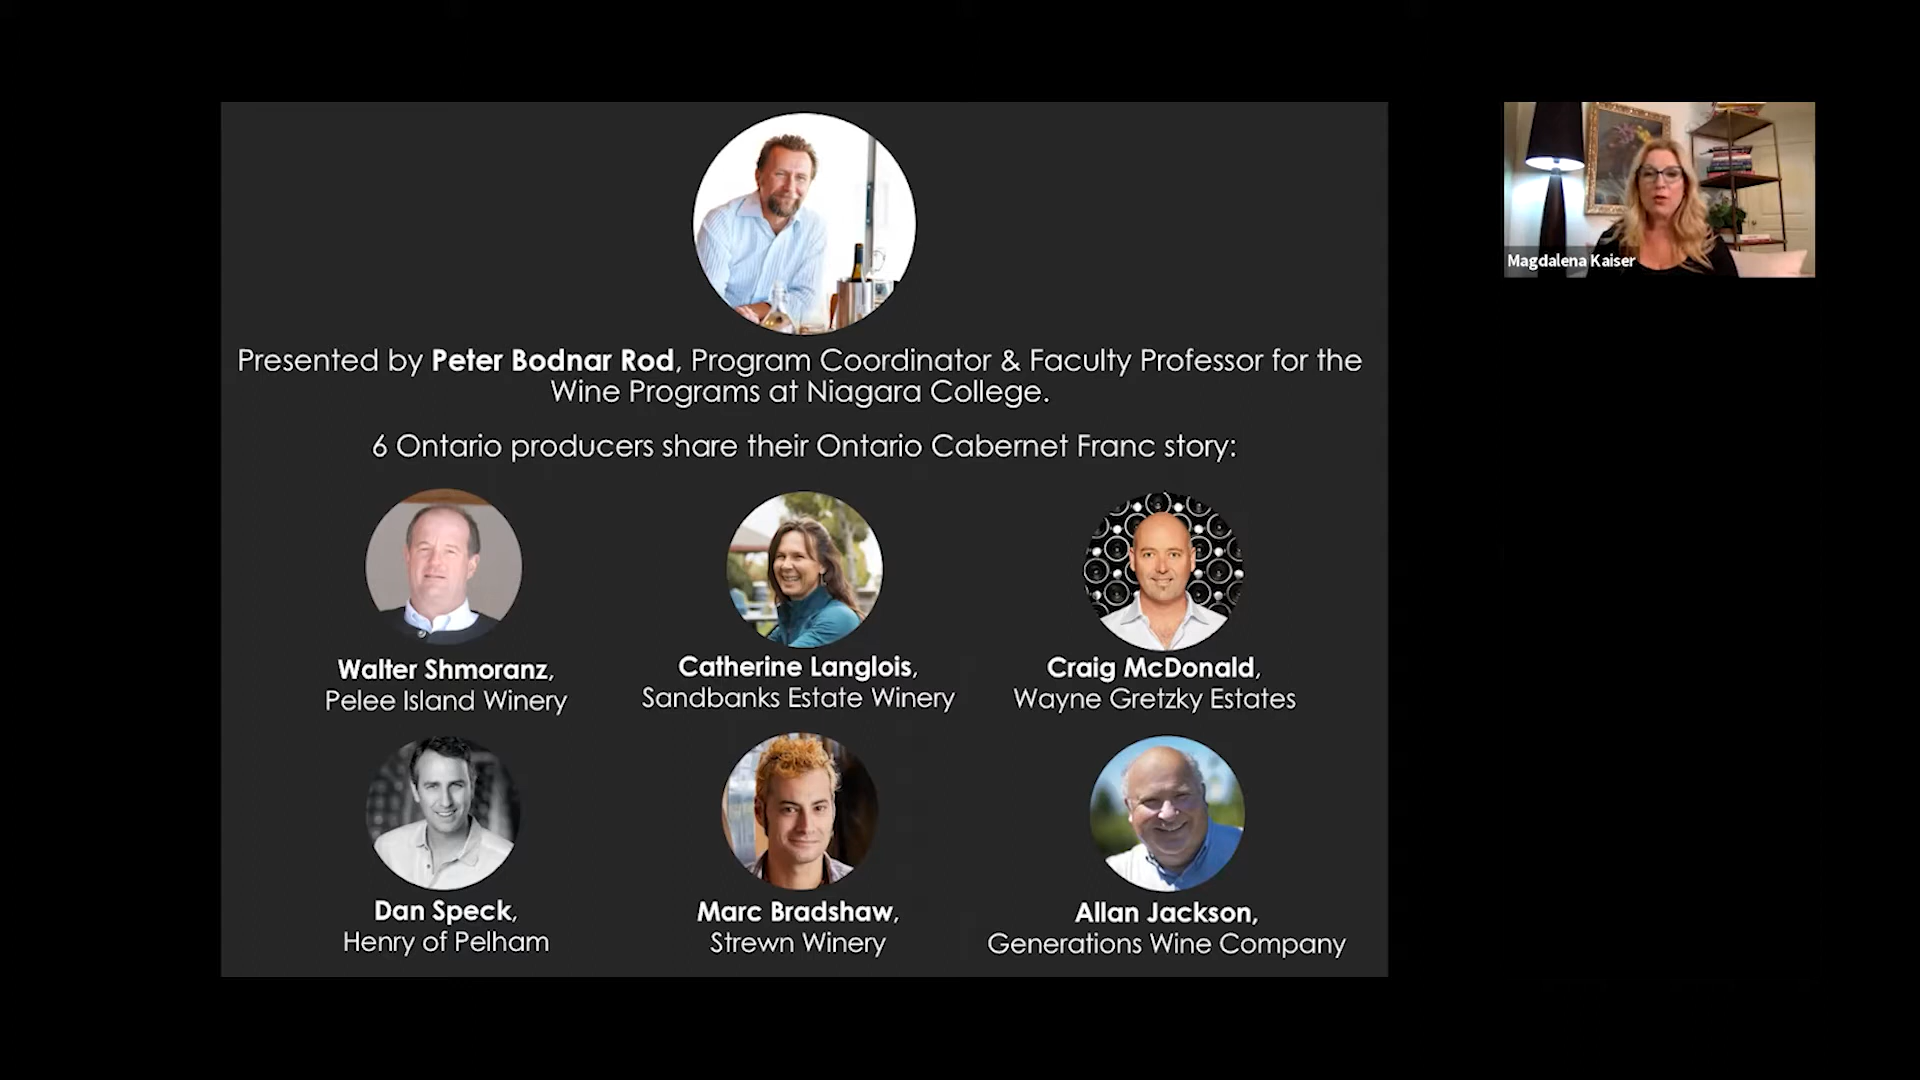 Magdalena Kaiser
Presented by Peter Bodnar Rod, Program Coordinator & Faculty Professor for the
Wine Programs at Niagara College.
6 Ontario producers share their Ontario Cabernet Franc story:
Walter Shmoranz,
Pelee Island Winery
Catherine Langlois,
Sandbanks Estate Winery
Craig McDonald,
Wayne Gretzky Estates
Dan Speck,
Henry of Pelham
Marc Bradshaw,
Strewn Winery
Allan Jackson,
Generations Wine Company